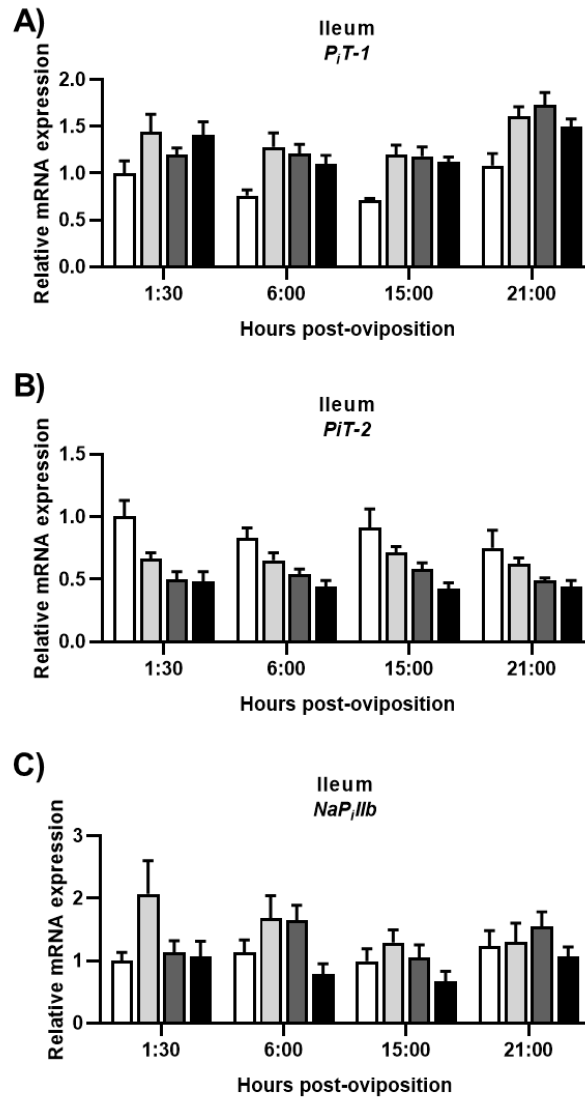 A)
Ileum
PᵢT-1
Relative mRNA expression
2.0
1.5
1.0
0.5
0.0
1:30 6:00 15:00 21:00
Hours post-oviposition
B)
Ileum
PiT-2
Relative mRNA expression
1.5
1.0
0.5
0.0
1:30 6:00 15:00 21:00
Hours post-oviposition
C)
Ileum
NaPᵢIIb
Relative mRNA expression
3
2
1
0
1:30 6:00 15:00 21:00
Hours post-oviposition